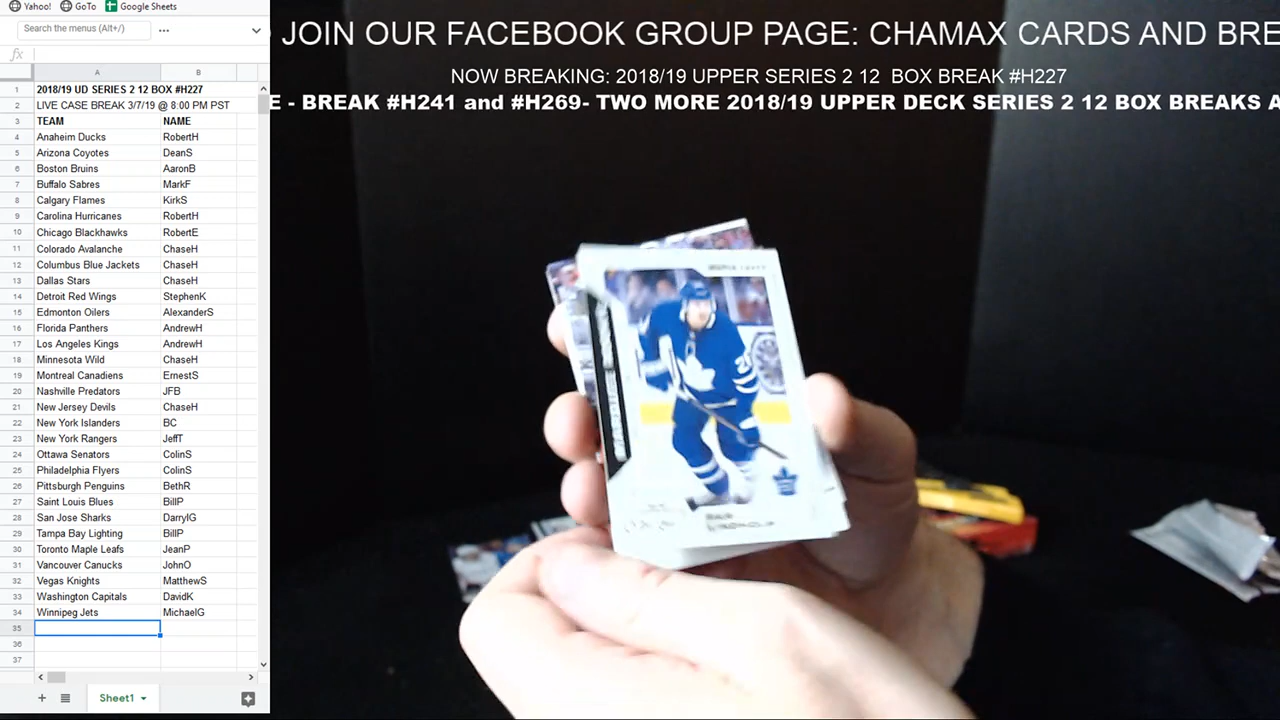 Yahoo!
GoTo
Google Sheets
Search the menus (Alt+/)
fx
A
B
1 2018/19 UD SERIES 2 12 BOX #H227
2 LIVE CASE BREAK 3/7/19 @ 8:00 PM PST
3 TEAM NAME
4 Anaheim Ducks RobertH
5 Arizona Coyotes DeanS
6 Boston Bruins AaronB
7 Buffalo Sabres MarkF
8 Calgary Flames KirkS
9 Carolina Hurricanes RobertH
10 Chicago Blackhawks RobertE
11 Colorado Avalanche ChaseH
12 Columbus Blue Jackets ChaseH
13 Dallas Stars ChaseH
14 Detroit Red Wings StephenK
15 Edmonton Oilers AlexanderS
16 Florida Panthers AndrewH
17 Los Angeles Kings AndrewH
18 Minnesota Wild ChaseH
19 Montreal Canadiens ErnestS
20 Nashville Predators JFB
21 New Jersey Devils ChaseH
22 New York Islanders BC
23 New York Rangers JeffT
24 Ottawa Senators ColinS
25 Philadelphia Flyers ColinS
26 Pittsburgh Penguins BethR
27 Saint Louis Blues BillP
28 San Jose Sharks DarrylG
29 Tampa Bay Lighting BillP
30 Toronto Maple Leafs JeanP
31 Vancouver Canucks JohnO
32 Vegas Knights MatthewS
33 Washington Capitals DavidK
34 Winnipeg Jets MichaelG
35
36
37
Sheet1
JOIN OUR FACEBOOK GROUP PAGE: CHAMAX CARDS AND BRE
NOW BREAKING: 2018/19 UPPER SERIES 2 12 BOX BREAK #H227
E - BREAK #H241 and #H269- TWO MORE 2018/19 UPPER DECK SERIES 2 12 BOX BREAKS A